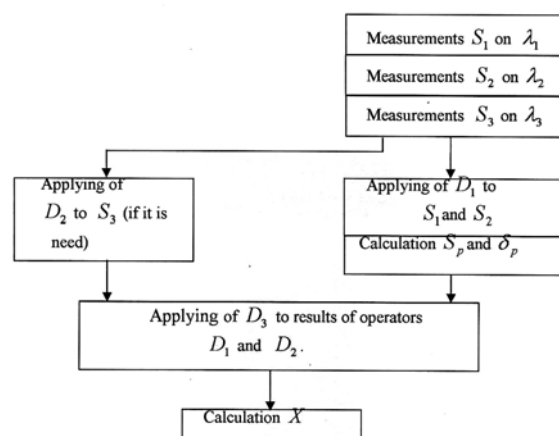 Measurements S₁ on λ₁
Measurements S₂ on λ₂
Measurements S₃ on λ₃
Applying of
D₂ to S₃ (if it is
need)
Applying of D₁ to
S₁ and S₂
Calculation Sₚ and δₚ
Applying of D₃ to results of operators
D₁ and D₂.
Calculation X